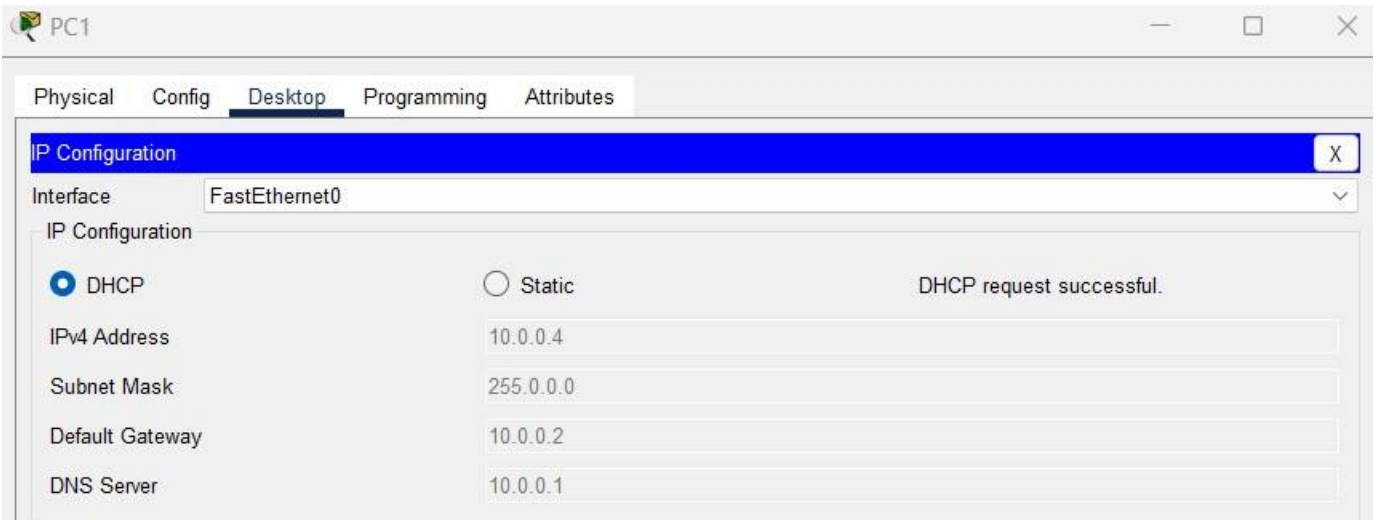 PC1
Physical Config Desktop Programming Attributes
IP Configuration X
Interface FastEthernet0
IP Configuration
DHCP Static DHCP request successful.
IPv4 Address 10.0.0.4
Subnet Mask 255.0.0.0
Default Gateway 10.0.0.2
DNS Server 10.0.0.1